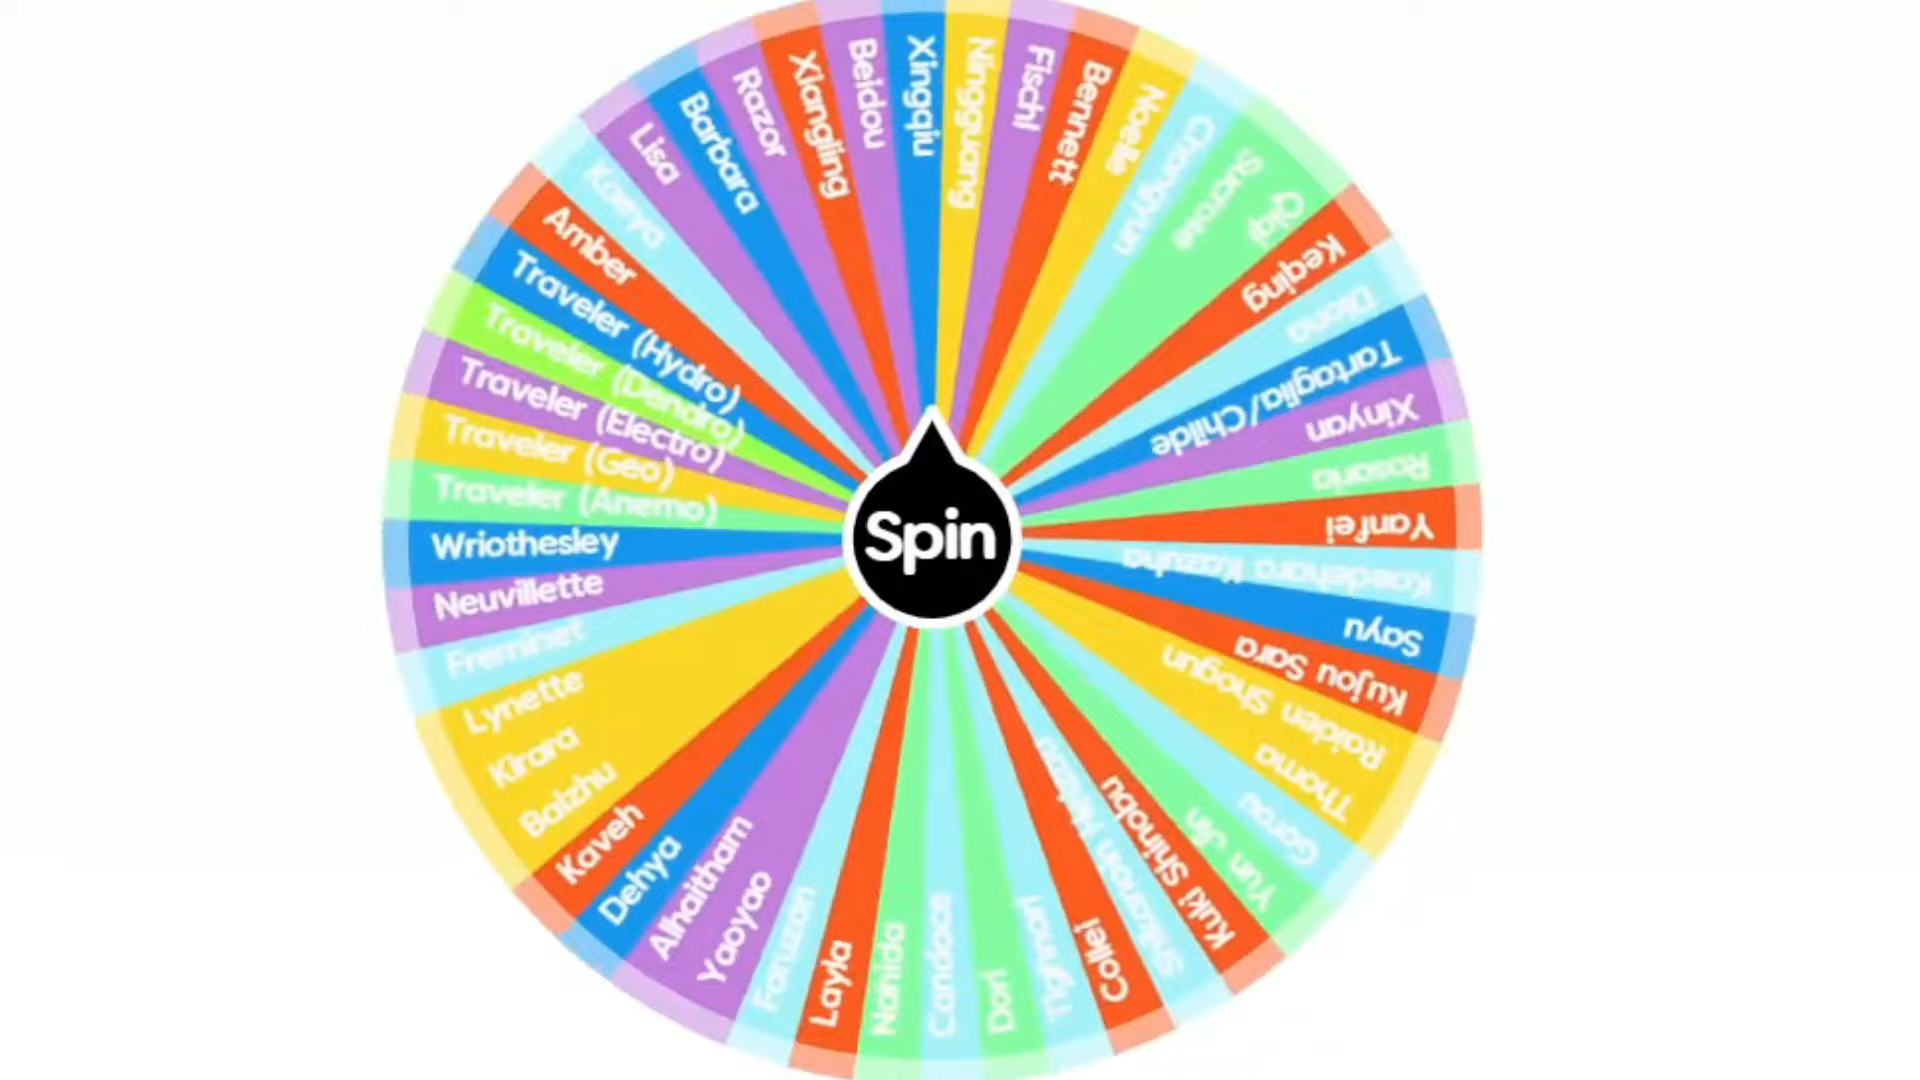 Xingqiu
Ningguang
Fischl
Bennett
Noelle
Chongyun
Sucrose
Qiqi
Keqing
Diona
Tartaglia/Childe
Xinyan
Rosaria
Yanfei
Kaedehara Kazuha
Sayu
Kujou Sara
Raiden Shogun
Thoma
Gorou
Yun Jin
Kuki Shinobu
Shikanoin Heizou
Collei
Tighnari
Dori
Candace
Nahida
Layla
Faruzan
Yaoyao
Alhaitham
Dehya
Kaveh
Baizhu
Kirara
Lynette
Freminet
Neuvillette
Wriothesley
Traveler (Anemo)
Traveler (Geo)
Traveler (Electro)
Traveler (Dendro)
Traveler (Hydro)
Amber
Kaeya
Lisa
Barbara
Razor
Xiangling
Beidou
Spin